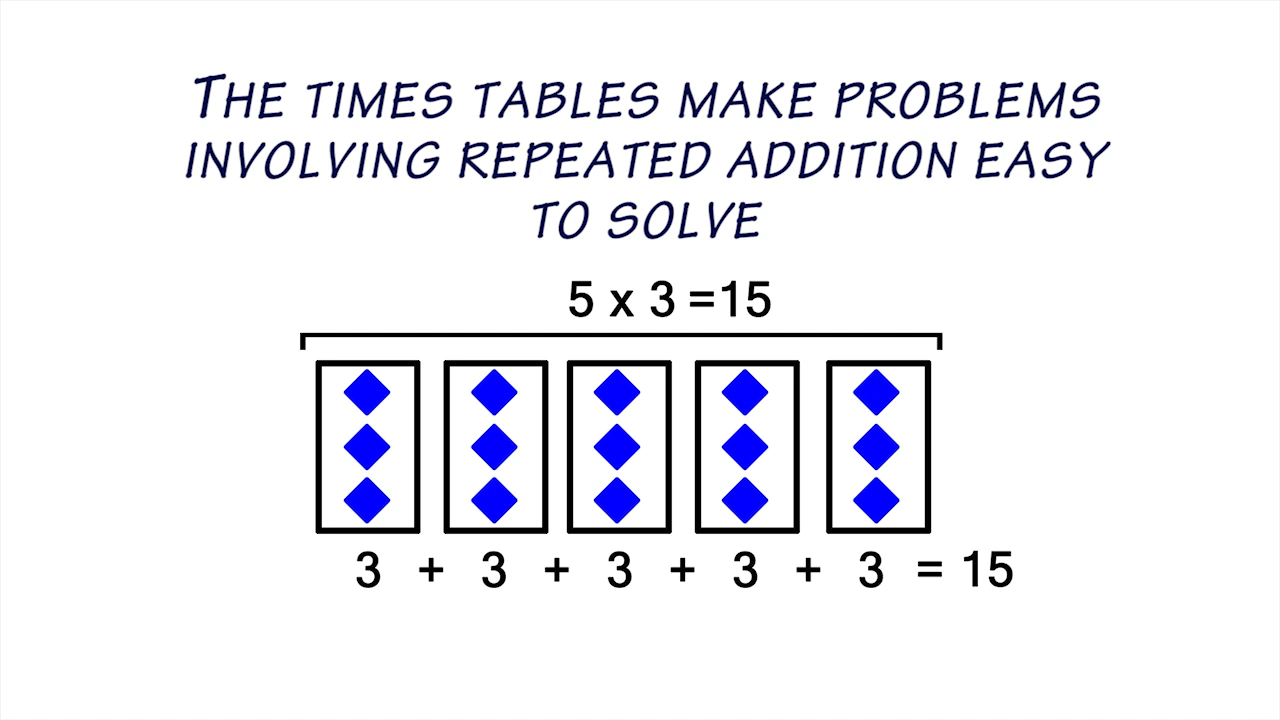 The times tables make problems
involving repeated addition easy
to solve
5 x 3 =15
3 + 3 + 3 + 3 + 3 = 15